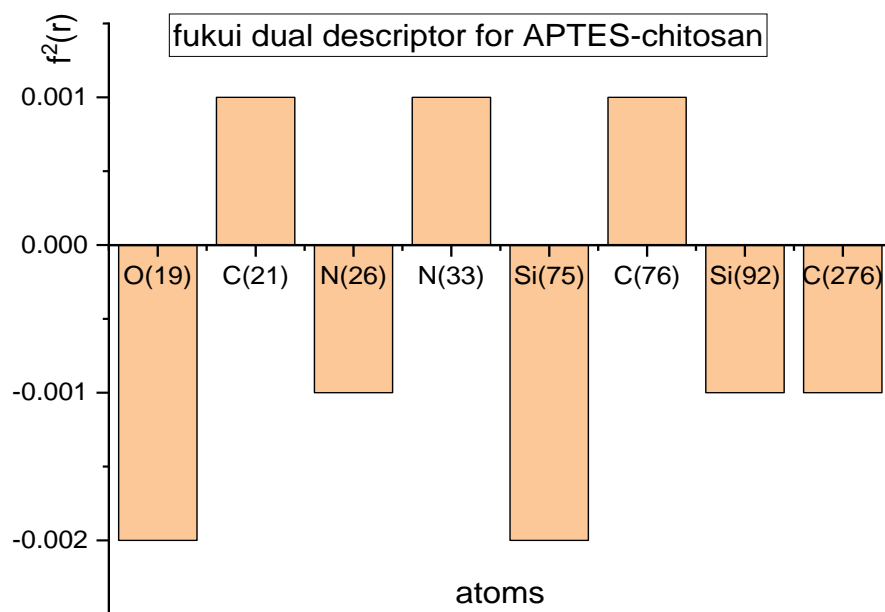 fukui dual descriptor for APTES-chitosan
f²(r)
0.001
0.000
O(19) C(21) N(26) N(33) Si(75) C(76) Si(92) C(276)
-0.001
-0.002
atoms